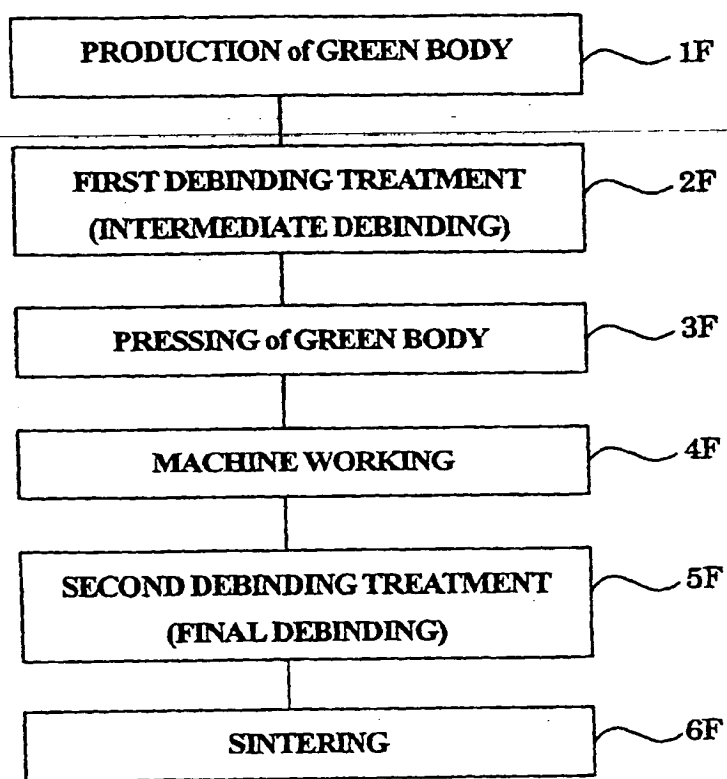 PRODUCTION of GREEN BODY
1F
FIRST DEBINDING TREATMENT
(INTERMEDIATE DEBINDING)
2F
PRESSING of GREEN BODY
3F
MACHINE WORKING
4F
SECOND DEBINDING TREATMENT
(FINAL DEBINDING)
5F
SINTERING
6F